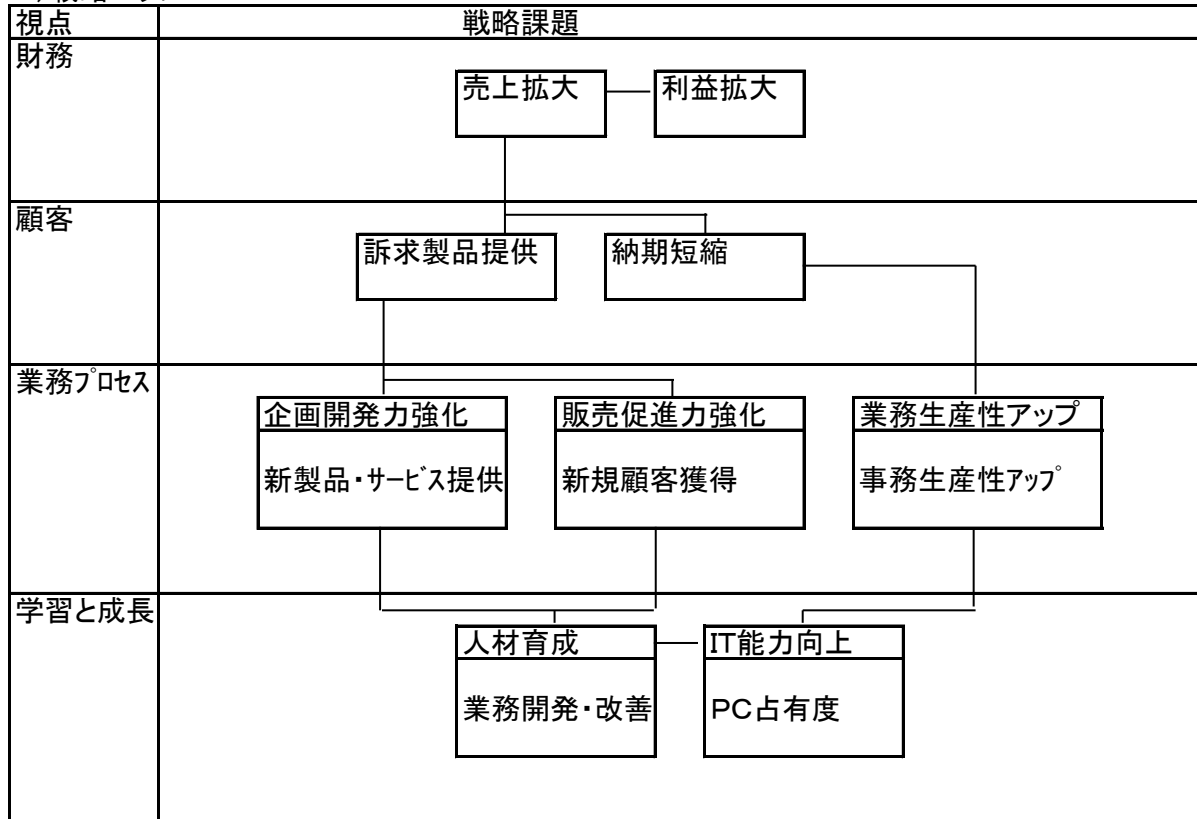 視点
戦略課題
財務
売上拡大
利益拡大
顧客
訴求製品提供
納期短縮
業務ﾌﾟﾛｾｽ
企画開発力強化
販売促進力強化
業務生産性アップ
新製品・ｻｰﾋﾞｽ提供
新規顧客獲得
事務生産性ｱｯﾌﾟ
学習と成長
人材育成
IT能力向上
業務開発・改善
ＰＣ占有度